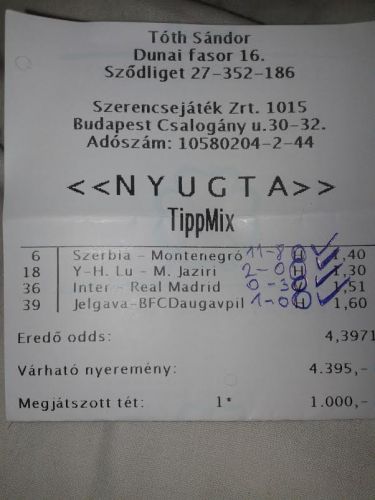 Tóth Sándor
Dunai fasor 16.
Sződliget 27-352-186
Szerencsejáték Zrt. 1015
Budapest Csalogány u.30-32.
Adószám: 10580204-2-44
<<NYUGTA>>
TippMix
6 Szerbia - Montenegró 11-8 H 1,40
18 Y-H. Lu - M. Jaziri 2-0 H 1,30
36 Inter - Real Madrid 0-3 V 1,51
39 Jelgava-BFCDaugavpil 1-0 H 1,60
Eredő odds: 4,3971
Várható nyeremény: 4.395,-
Megjátszott tét: 1* 1.000,-